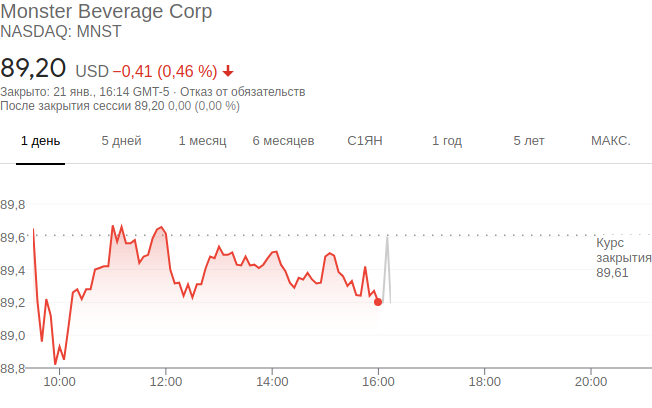 Monster Beverage Corp
NASDAQ: MNST
89,20 USD −0,41 (0,46 %)
Закрыто: 21 янв., 16:14 GMT-5 · Отказ от обязательств
После закрытия сессии 89,20 0,00 (0,00 %)
1 день 5 дней 1 месяц 6 месяцев С1ЯН 1 год 5 лет МАКС.
89,8
89,6
Курс
закрытия
89,61
89,4
89,2
89,0
88,8
10:00 12:00 14:00 16:00 18:00 20:00